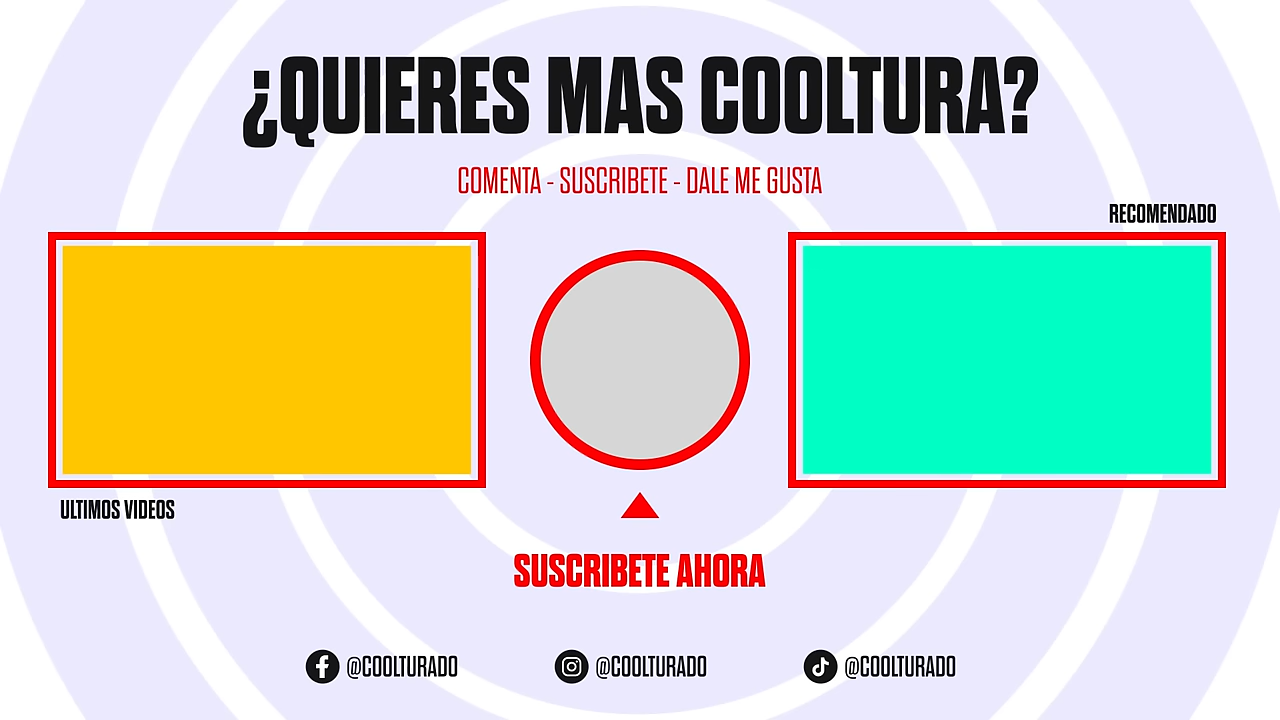 ¿QUIERES MAS COOLTURA?
COMENTA - SUSCRIBETE - DALE ME GUSTA
RECOMENDADO
ULTIMOS VIDEOS
SUSCRIBETE AHORA
@COOLTURADO @COOLTURADO @COOLTURADO